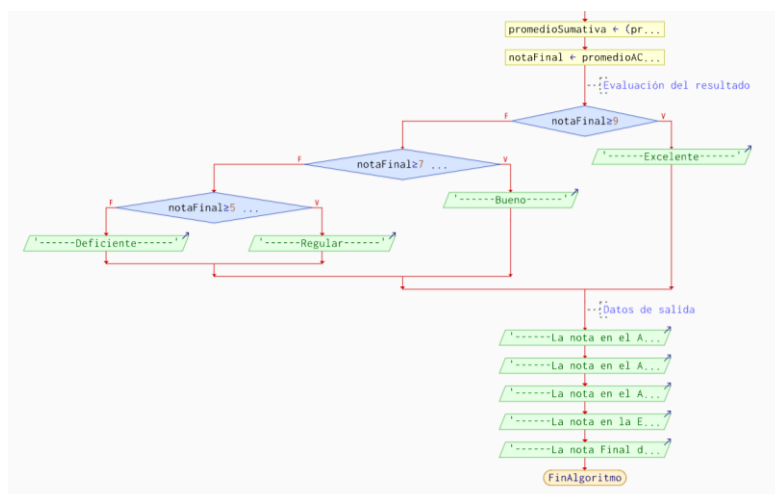 promedioSumativa ← (pr...
notaFinal ← promedioAC...
Evaluación del resultado
F notaFinal≥9 V
F notaFinal≥7 ... V
'------Excelente------'
F notaFinal≥5 ... V
'------Bueno------'
'------Deficiente------'
'------Regular------'
Datos de salida
'------La nota en el A...
'------La nota en el A...
'------La nota en el A...
'------La nota en la E...
'------La nota Final d...
FinAlgoritmo